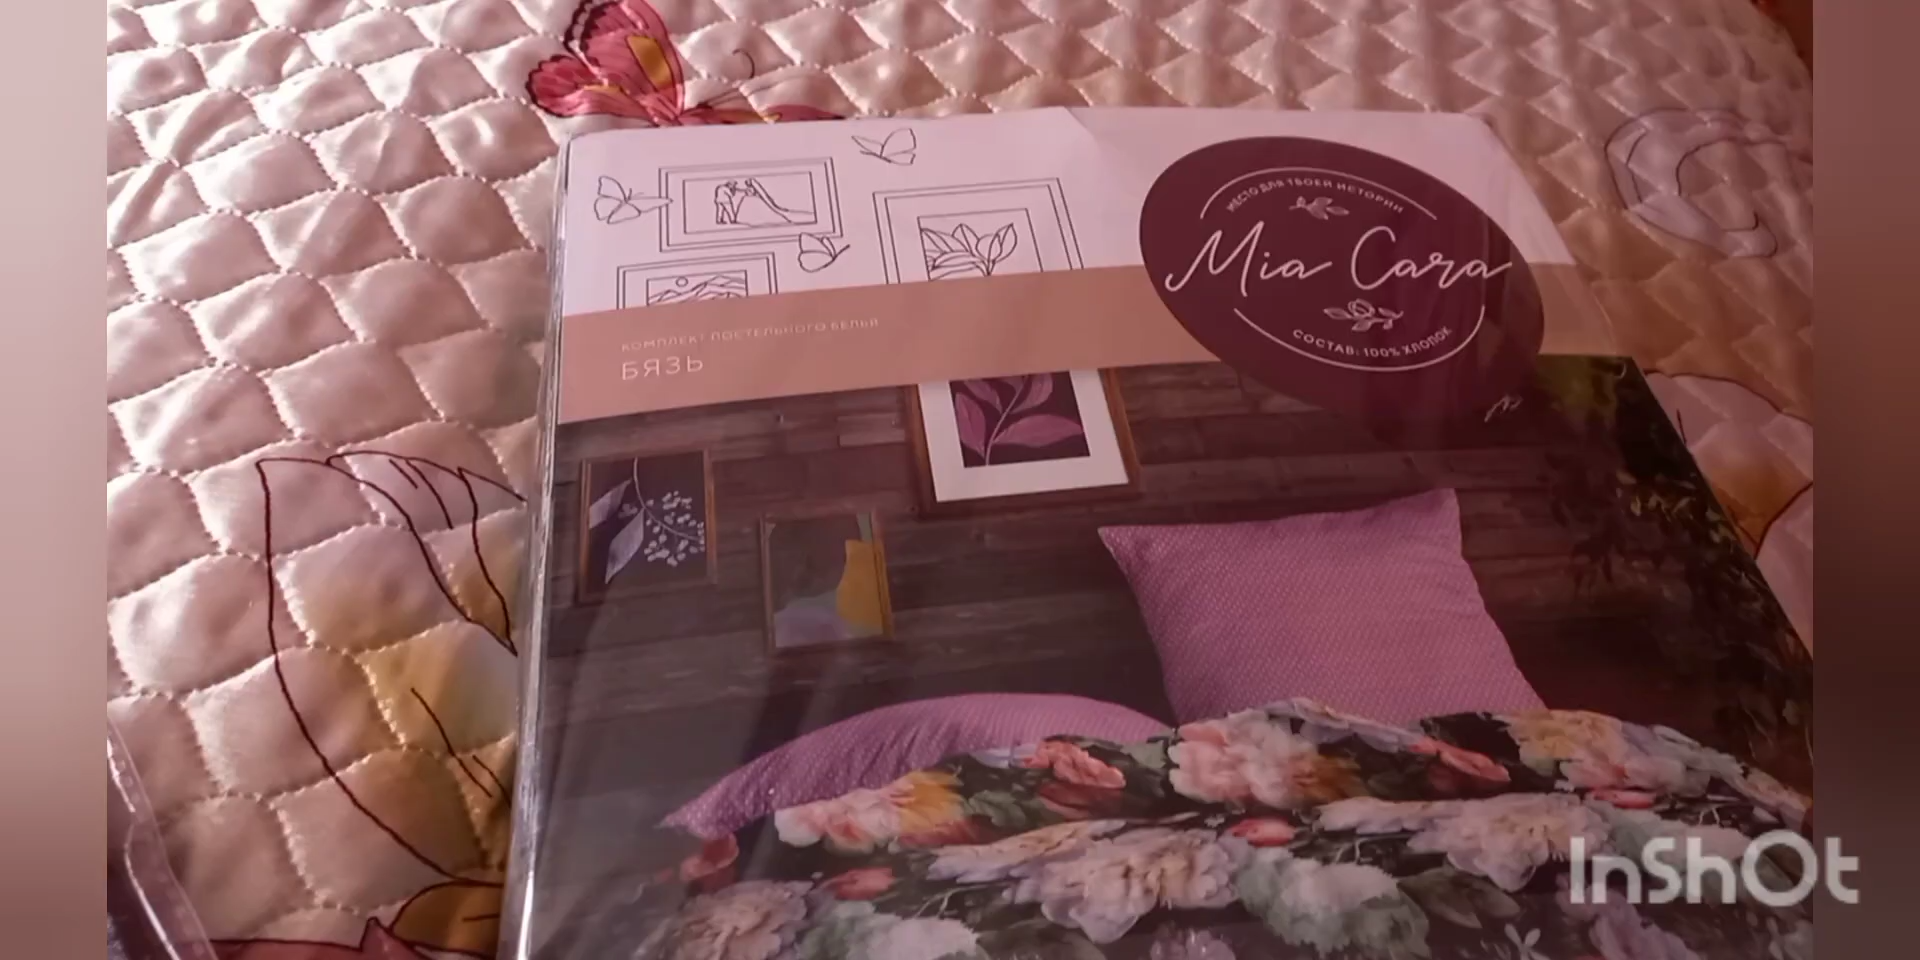 МЕСТО ДЛЯ ТВОЕЙ ИСТОРИИ
Mia Cara
СОСТАВ: 100% ХЛОПОК
КОМПЛЕКТ ПОСТЕЛЬНОГО БЕЛЬЯ
БЯЗЬ
InShOt